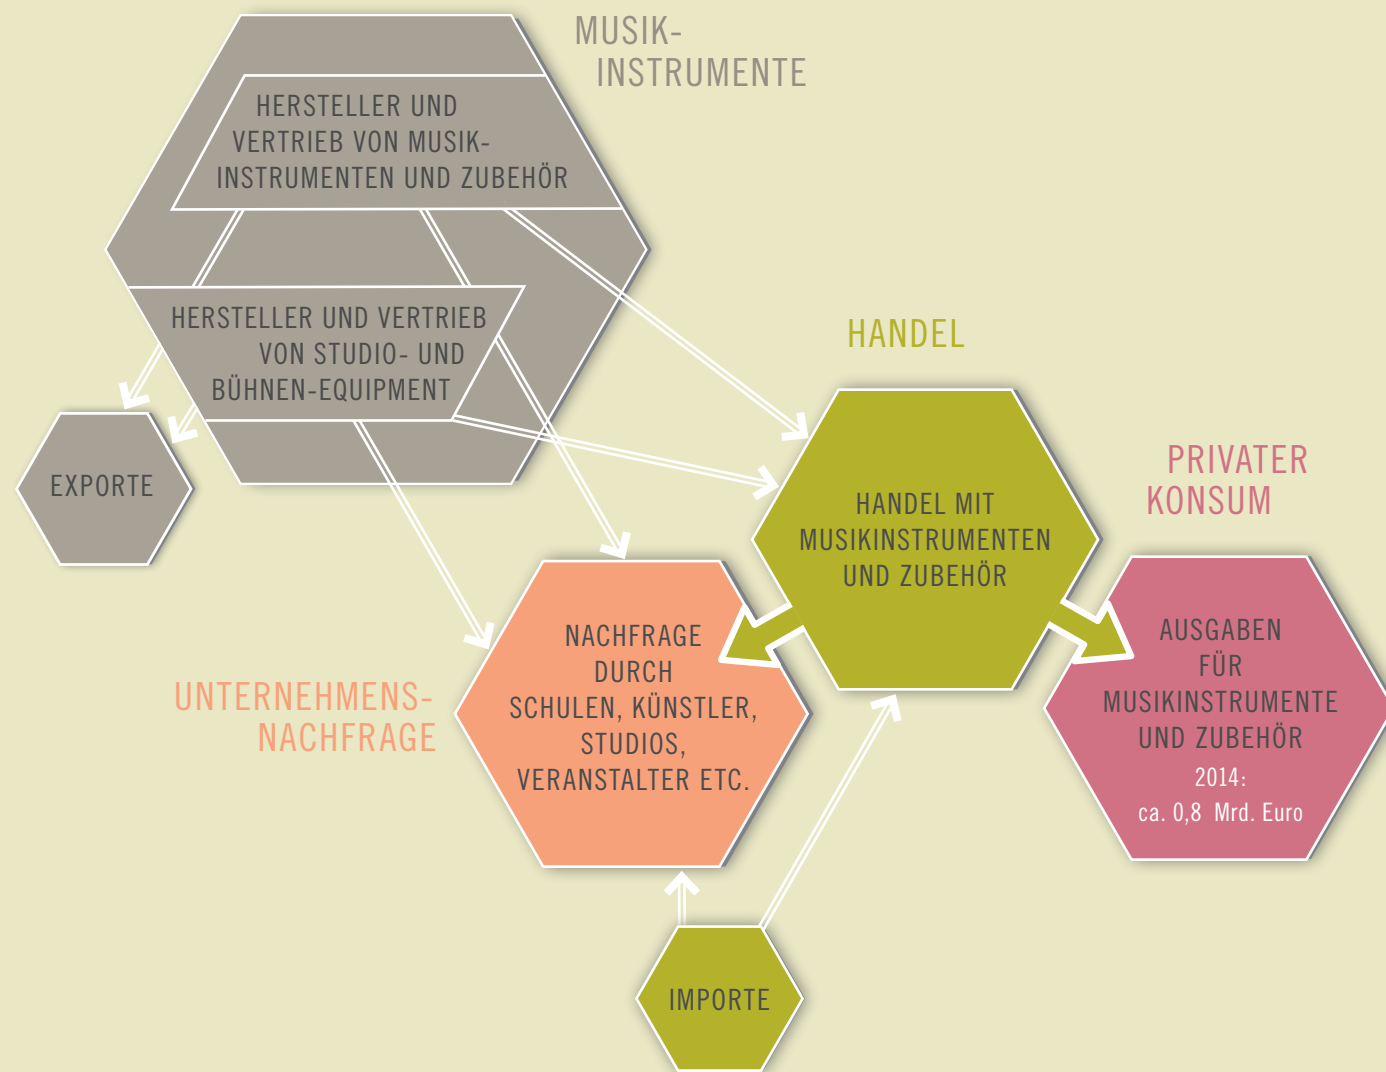 MUSIK-
INSTRUMENTE
HERSTELLER UND
VERTRIEB VON MUSIK-
INSTRUMENTEN UND ZUBEHÖR
HERSTELLER UND VERTRIEB
VON STUDIO- UND
BÜHNEN-EQUIPMENT
EXPORTE
HANDEL
HANDEL MIT
MUSIKINSTRUMENTEN
UND ZUBEHÖR
PRIVATER
KONSUM
AUSGABEN
FÜR
MUSIKINSTRUMENTE
UND ZUBEHÖR
2014:
ca. 0,8 Mrd. Euro
UNTERNEHMENS-
NACHFRAGE
NACHFRAGE
DURCH
SCHULEN, KÜNSTLER,
STUDIOS,
VERANSTALTER ETC.
IMPORTE